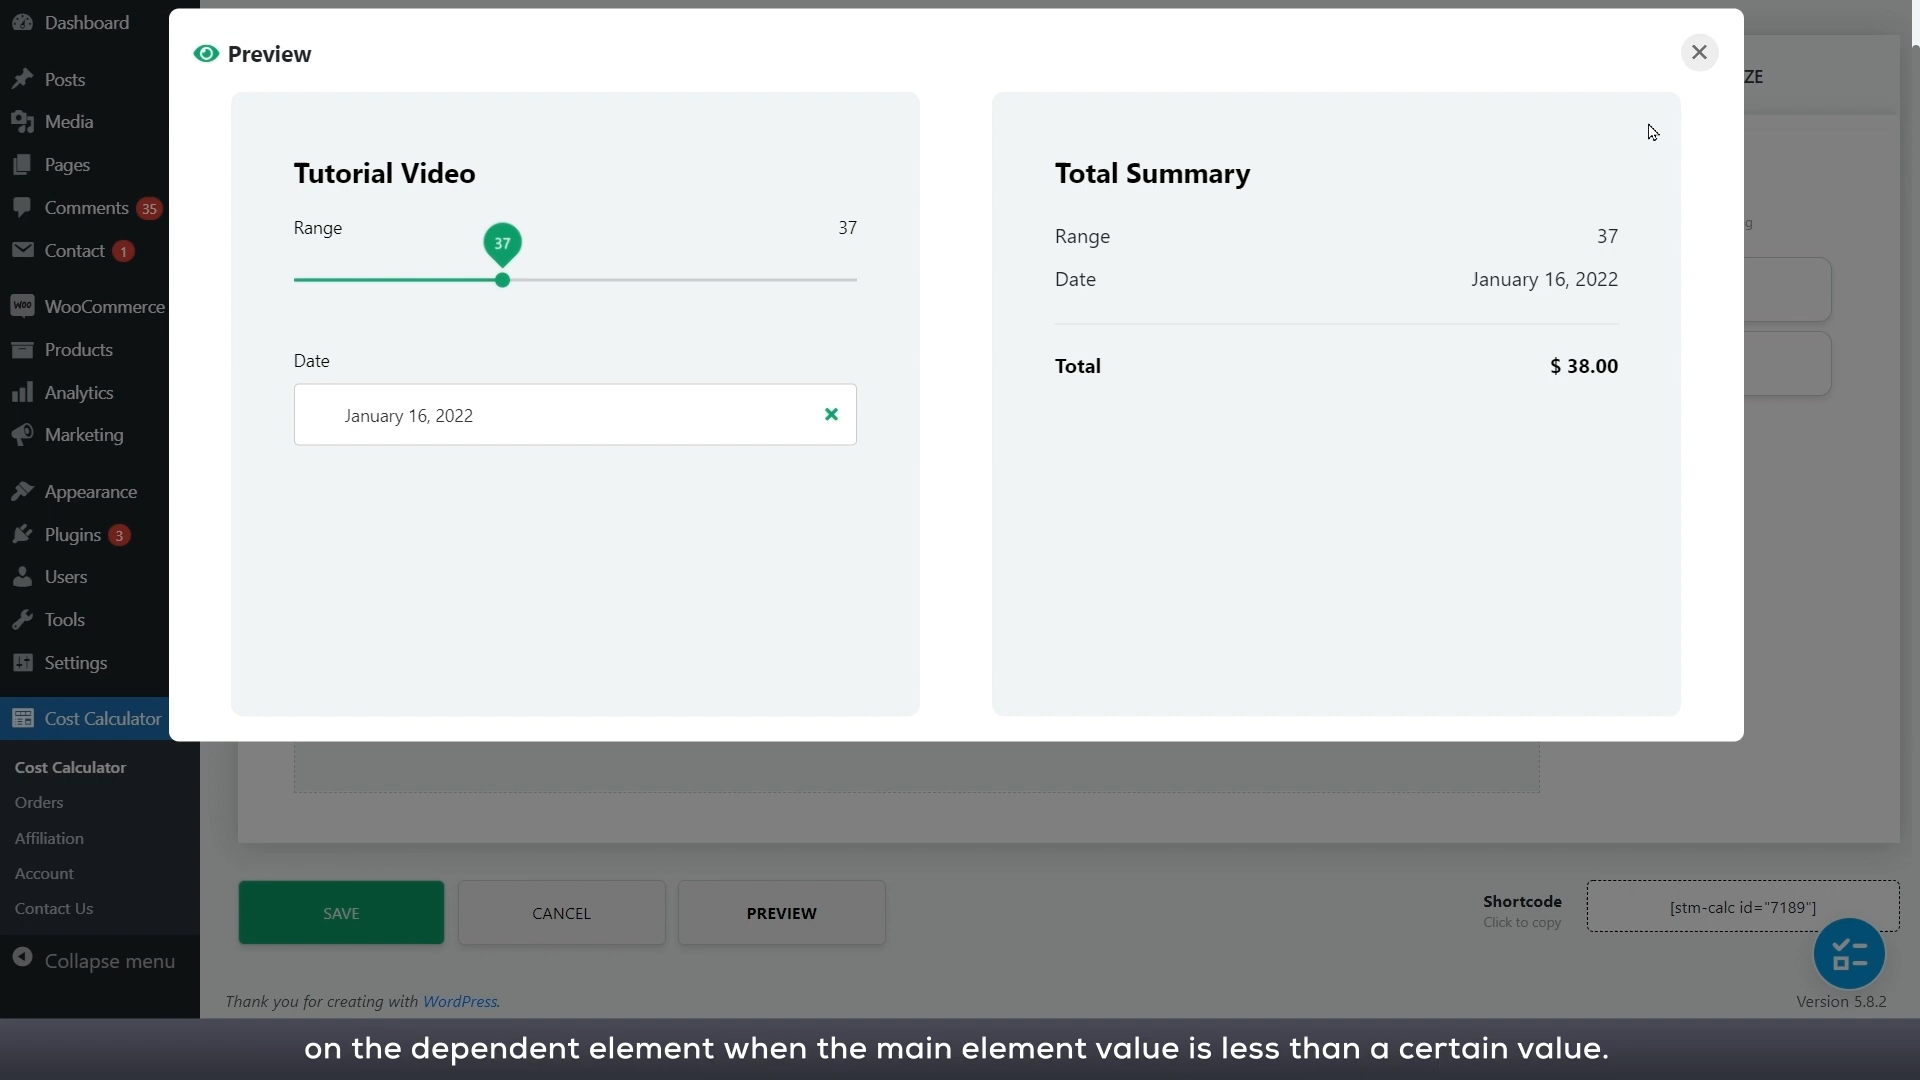 Dashboard
Posts
Media
Pages
Comments 35
Contact 1
WooCommerce
Products
Analytics
Marketing
Appearance
Plugins 3
Users
Tools
Settings
Cost Calculator
Cost Calculator
Orders
Affiliation
Account
Contact Us
Collapse menu
Preview
ZE
Tutorial Video
Range 37
37
Date
January 16, 2022
Total Summary
Range 37
Date January 16, 2022
Total $ 38.00
g
SAVE
CANCEL
PREVIEW
Shortcode
Click to copy
[stm-calc id="7189"]
Thank you for creating with WordPress.
Version 5.8.2
on the dependent element when the main element value is less than a certain value.